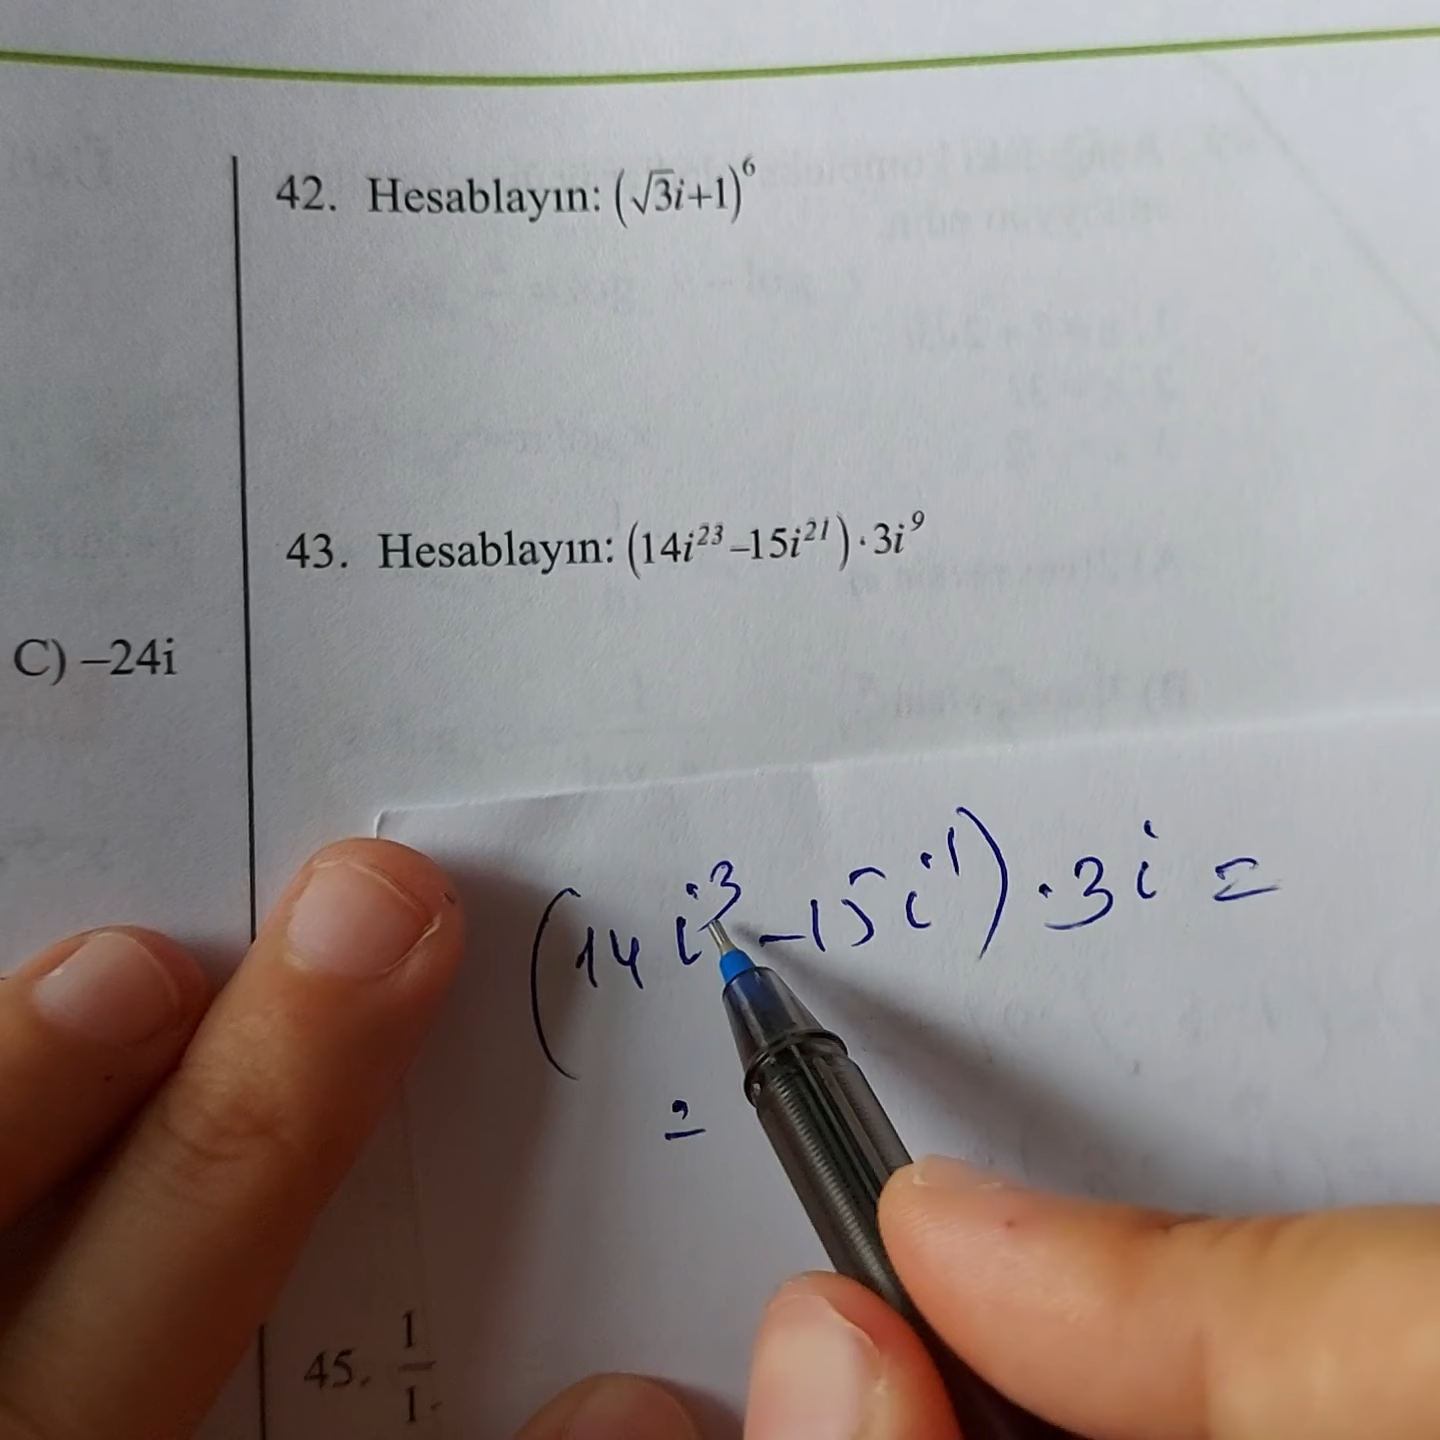 42. Hesablayın: (√3i+1)⁶
43. Hesablayın: (14i²³–15i²¹)·3i⁹
C) –24i
(14i³–15i¹)·3i=
=
45. 1/1